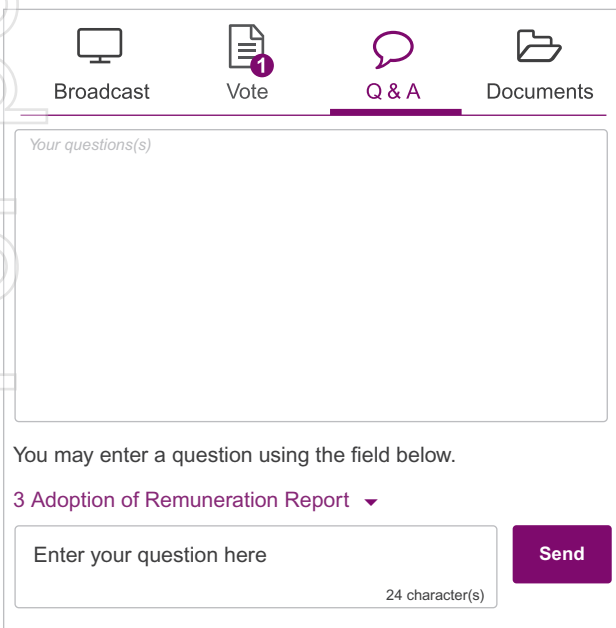 1
Broadcast Vote Q & A Documents
Your questions(s)
You may enter a question using the field below.
3 Adoption of Remuneration Report
Enter your question here
Send
24 character(s)